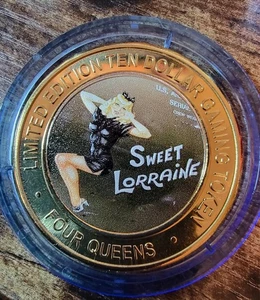 LIMITED EDITION TEN DOLLAR GAMING TOKEN
SWEET
LORRAINE
• FOUR QUEENS •